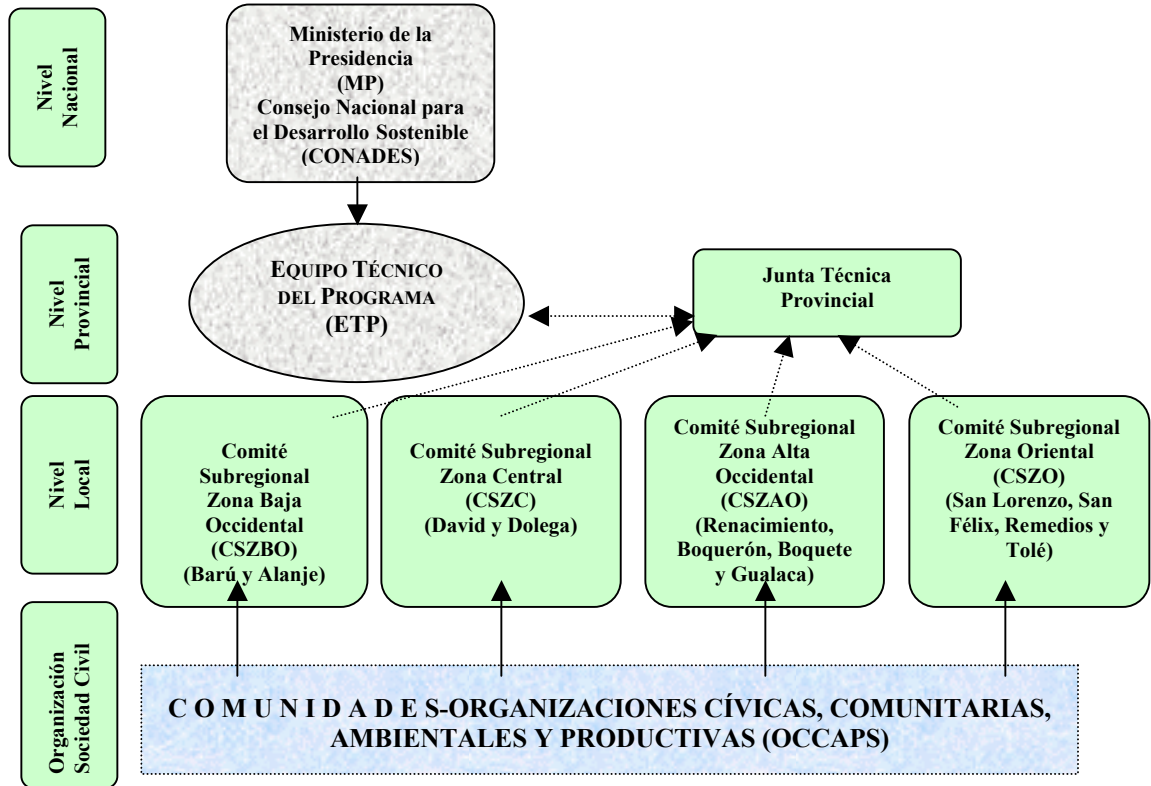 Nivel
Nacional
Ministerio de la
Presidencia
(MP)
Consejo Nacional para
el Desarrollo Sostenible
(CONADES)
Nivel
Provincial
EQUIPO TÉCNICO
DEL PROGRAMA
(ETP)
Junta Técnica
Provincial
Nivel
Local
Comité
Subregional
Zona Baja
Occidental
(CSZBO)
(Barú y Alanje)
Comité Subregional
Zona Central
(CSZC)
(David y Dolega)
Comité Subregional
Zona Alta
Occidental
(CSZAO)
(Renacimiento,
Boquerón, Boquete
y Gualaca)
Comité Subregional
Zona Oriental
(CSZO)
(San Lorenzo, San
Félix, Remedios y
Tolé)
Organización
Sociedad Civil
C O M U N I D A D E S-ORGANIZACIONES CÍVICAS, COMUNITARIAS,
AMBIENTALES Y PRODUCTIVAS (OCCAPS)